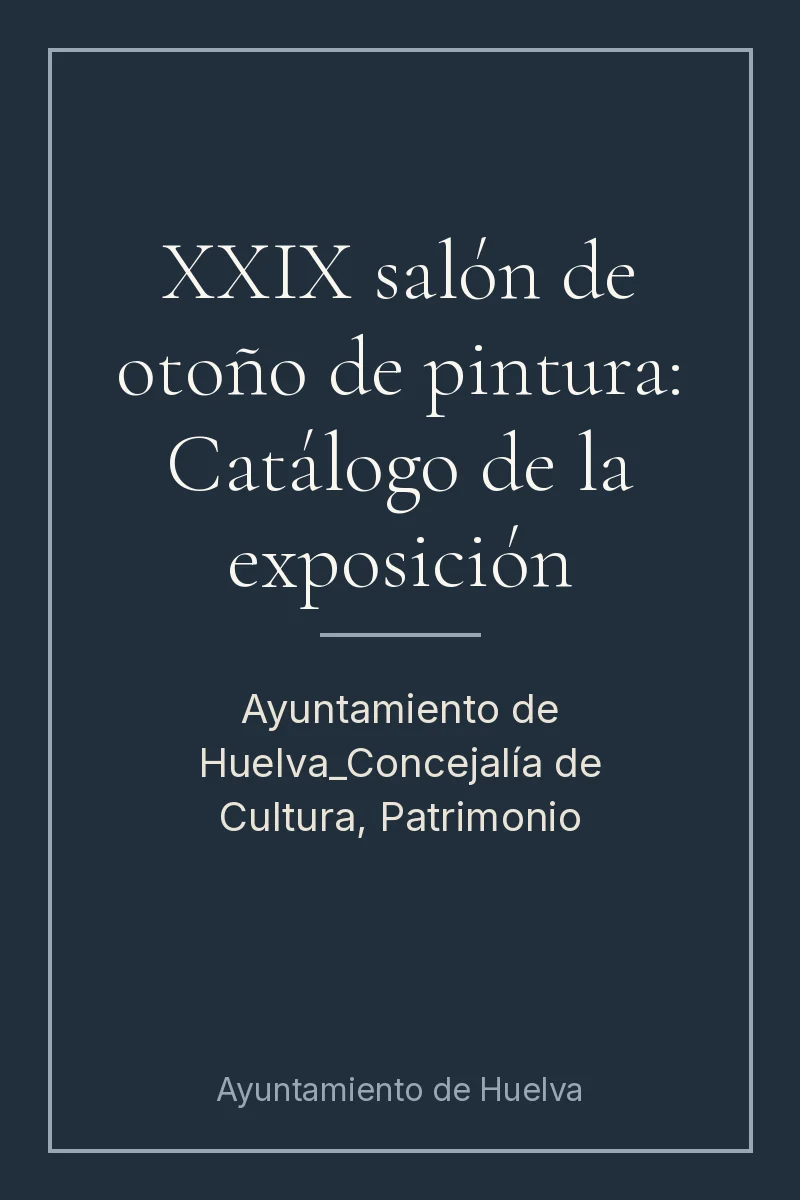 XXIX salón de
otoño de pintura:
Catálogo de la
exposición
Ayuntamiento de
Huelva_Concejalía de
Cultura, Patrimonio
Ayuntamiento de Huelva